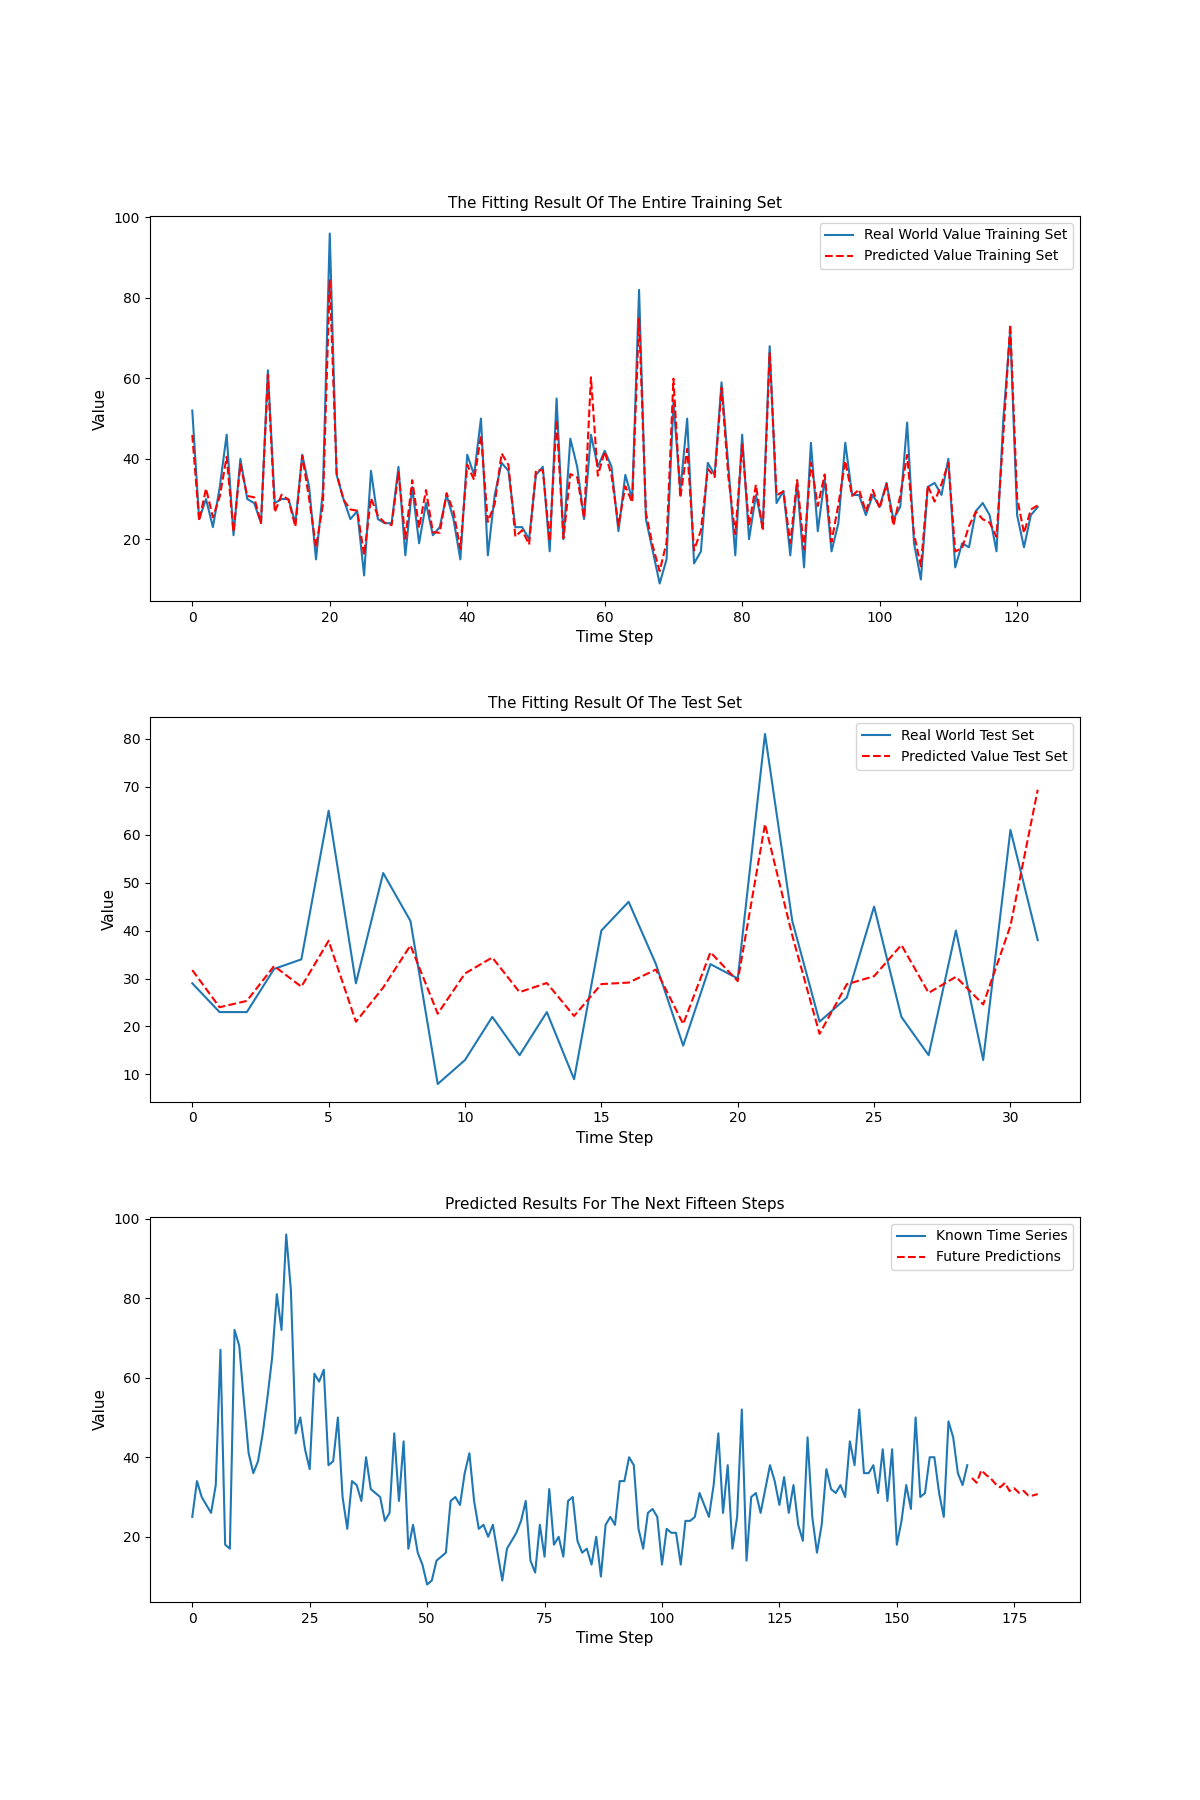 The Fitting Result Of The Entire Training Set
100
80
60
40
20
Value
Real World Value Training Set
Predicted Value Training Set
0 20 40 60 80 100 120
Time Step
The Fitting Result Of The Test Set
80
70
60
50
40
30
20
10
Value
Real World Test Set
Predicted Value Test Set
0 5 10 15 20 25 30
Time Step
Predicted Results For The Next Fifteen Steps
100
80
60
40
20
Value
Known Time Series
Future Predictions
0 25 50 75 100 125 150 175
Time Step